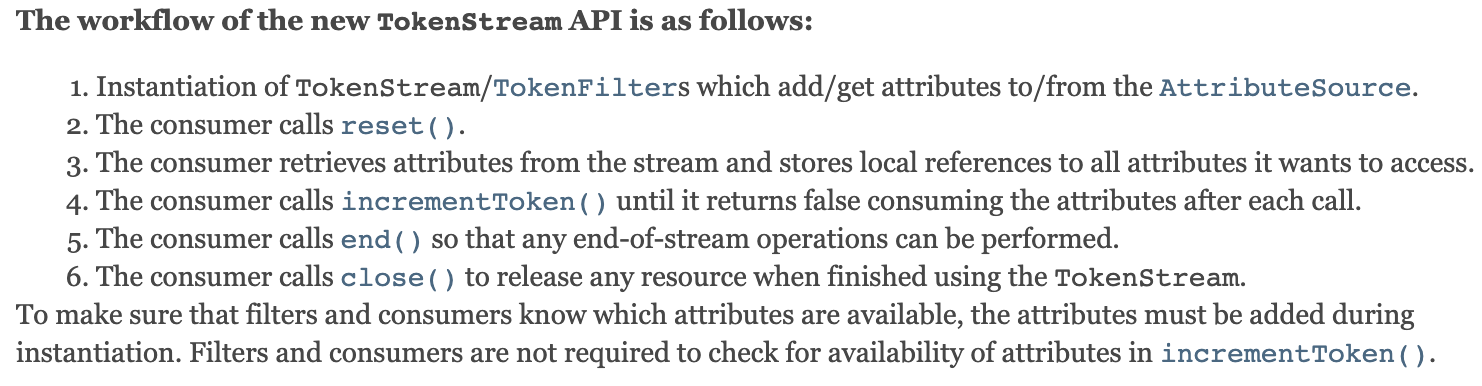 The workflow of the new TokenStream API is as follows:
1. Instantiation of TokenStream/TokenFilters which add/get attributes to/from the AttributeSource.
2. The consumer calls reset().
3. The consumer retrieves attributes from the stream and stores local references to all attributes it wants to access.
4. The consumer calls incrementToken() until it returns false consuming the attributes after each call.
5. The consumer calls end() so that any end-of-stream operations can be performed.
6. The consumer calls close() to release any resource when finished using the TokenStream.
To make sure that filters and consumers know which attributes are available, the attributes must be added during
instantiation. Filters and consumers are not required to check for availability of attributes in incrementToken().